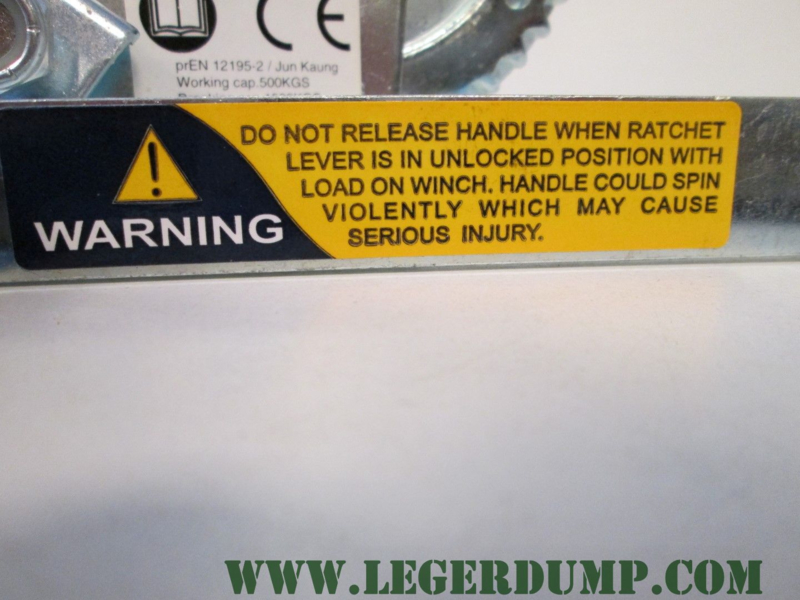 CE
prEN 12195-2 / Jun Kaung
Working cap.500KGS
WARNING
DO NOT RELEASE HANDLE WHEN RATCHET
LEVER IS IN UNLOCKED POSITION WITH
LOAD ON WINCH. HANDLE COULD SPIN
VIOLENTLY WHICH MAY CAUSE
SERIOUS INJURY.
WWW.LEGERDUMP.COM